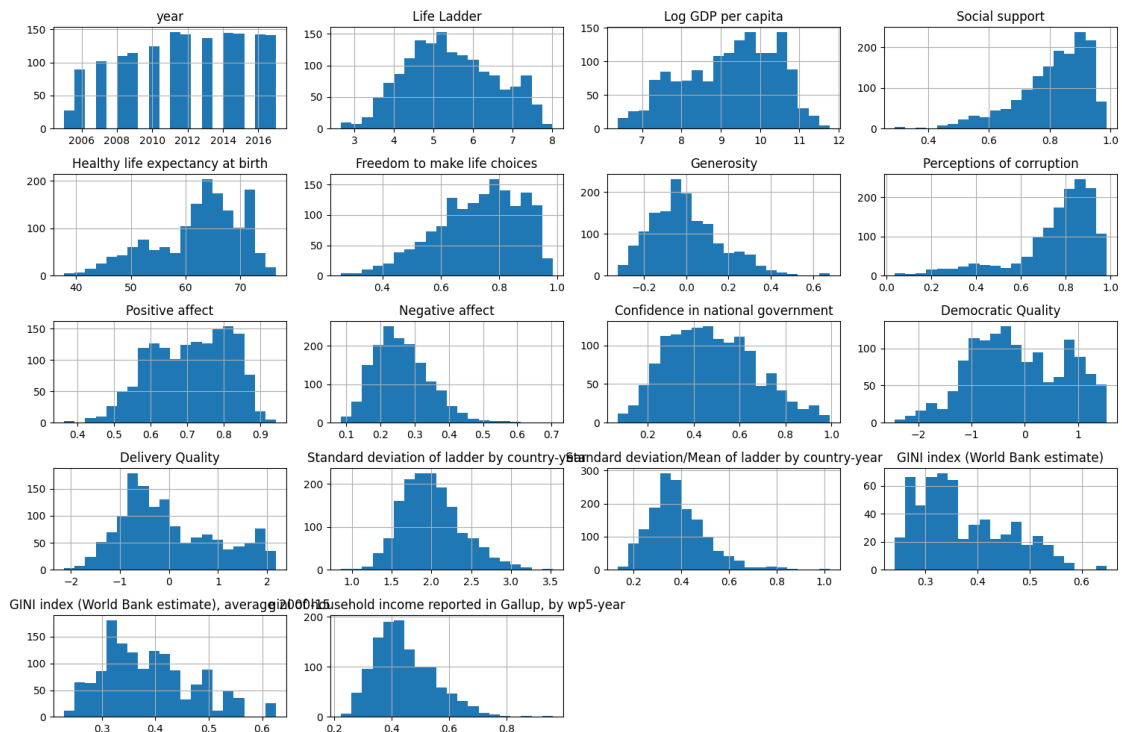 year
Life Ladder
Log GDP per capita
Social support
150
100
50
0
2006 2008 2010 2012 2014 2016
150
100
50
0
3 4 5 6 7 8
100
50
0
7 8 9 10 11 12
200
100
0
0.4 0.6 0.8 1.0
Healthy life expectancy at birth
Freedom to make life choices
Generosity
Perceptions of corruption
200
100
0
40 50 60 70
150
100
50
0
0.4 0.6 0.8 1.0
200
100
0
−0.2 0.0 0.2 0.4 0.6
200
100
0
0.0 0.2 0.4 0.6 0.8 1.0
Positive affect
Negative affect
Confidence in national government
Democratic Quality
150
100
50
0
0.4 0.5 0.6 0.7 0.8 0.9
200
100
0
0.1 0.2 0.3 0.4 0.5 0.6 0.7
100
50
0
0.2 0.4 0.6 0.8 1.0
100
50
0
−2 −1 0 1
Delivery Quality
Standard deviation of ladder by country-year
Standard deviation/Mean of ladder by country-year
GINI index (World Bank estimate)
150
100
50
0
−2 −1 0 1 2
200
100
0
1.0 1.5 2.0 2.5 3.0 3.5
300
200
100
0
0.2 0.4 0.6 0.8 1.0
60
40
20
0
0.3 0.4 0.5 0.6
GINI index (World Bank estimate), average 2000-15
gini of household income reported in Gallup, by wp5-year
150
100
50
0
0.3 0.4 0.5 0.6
200
100
0
0.2 0.4 0.6 0.8